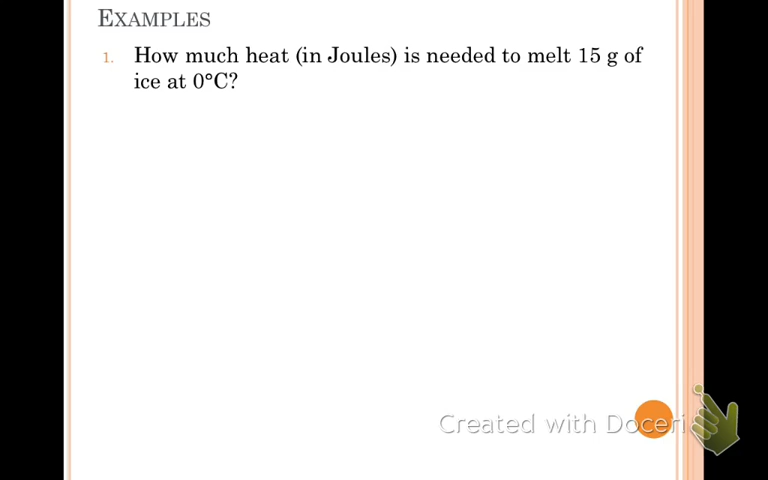 EXAMPLES
1. How much heat (in Joules) is needed to melt 15 g of
ice at 0°C?
Created with Doceri